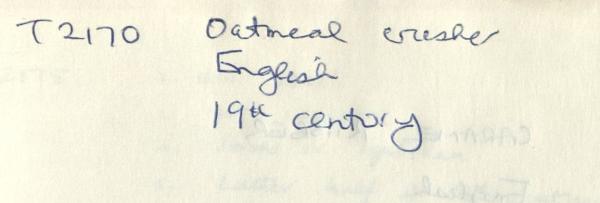 T2170 Oatmeal crusher
English
19th century